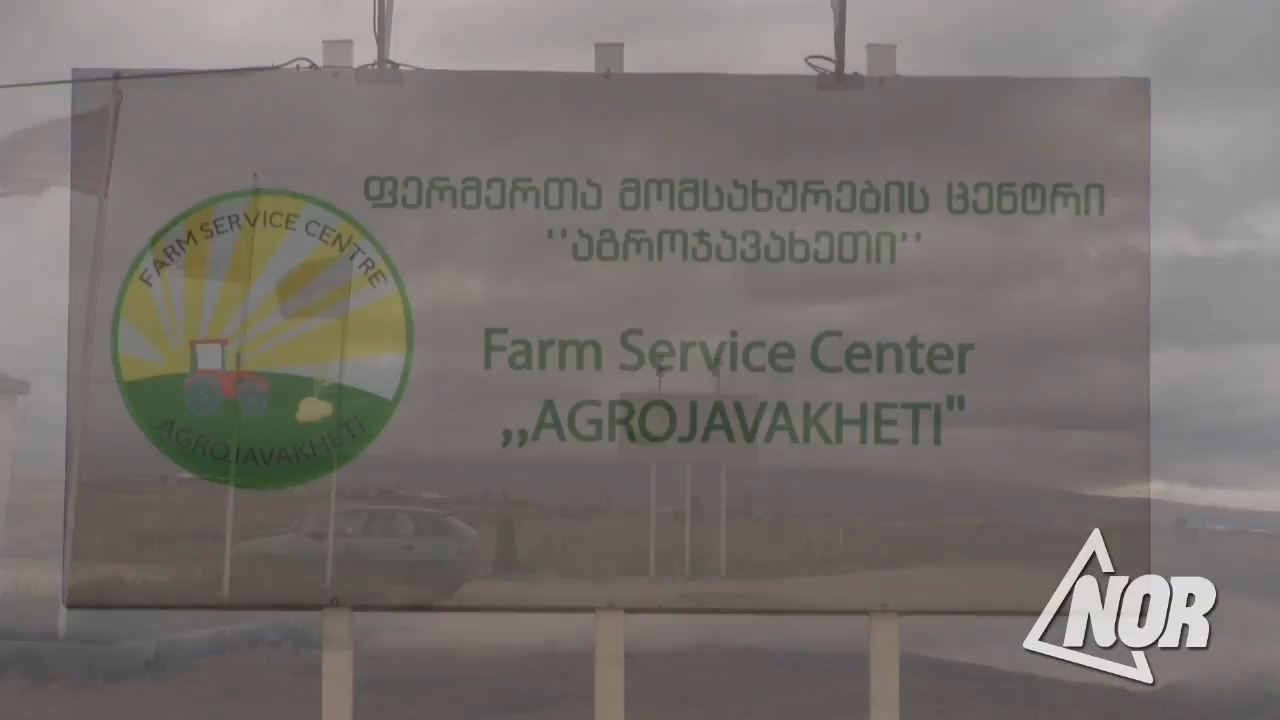 ფერმერთა მომსახურების ცენტრი
''აგროჯავახეთი''
FARM SERVICE CENTRE
AGROJAVAKHETI
Farm Service Center
,,AGROJAVAKHETI"
NOR